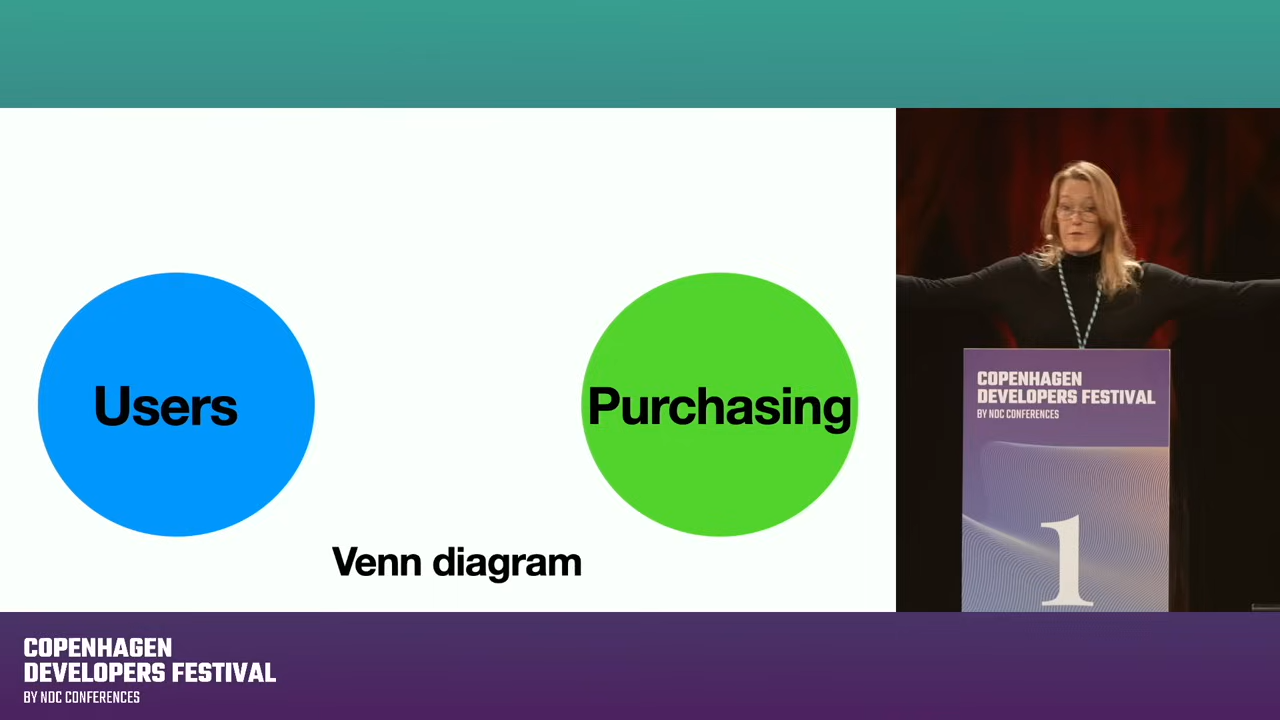 Users
Purchasing
Venn diagram
COPENHAGEN
DEVELOPERS FESTIVAL
BY NDC CONFERENCES
1
COPENHAGEN
DEVELOPERS FESTIVAL
BY NDC CONFERENCES